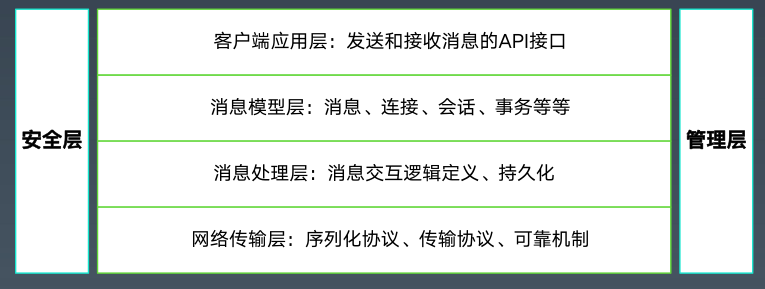 安全层
客户端应用层：发送和接收消息的API接口
消息模型层：消息、连接、会话、事务等等
消息处理层：消息交互逻辑定义、持久化
网络传输层：序列化协议、传输协议、可靠机制
管理层